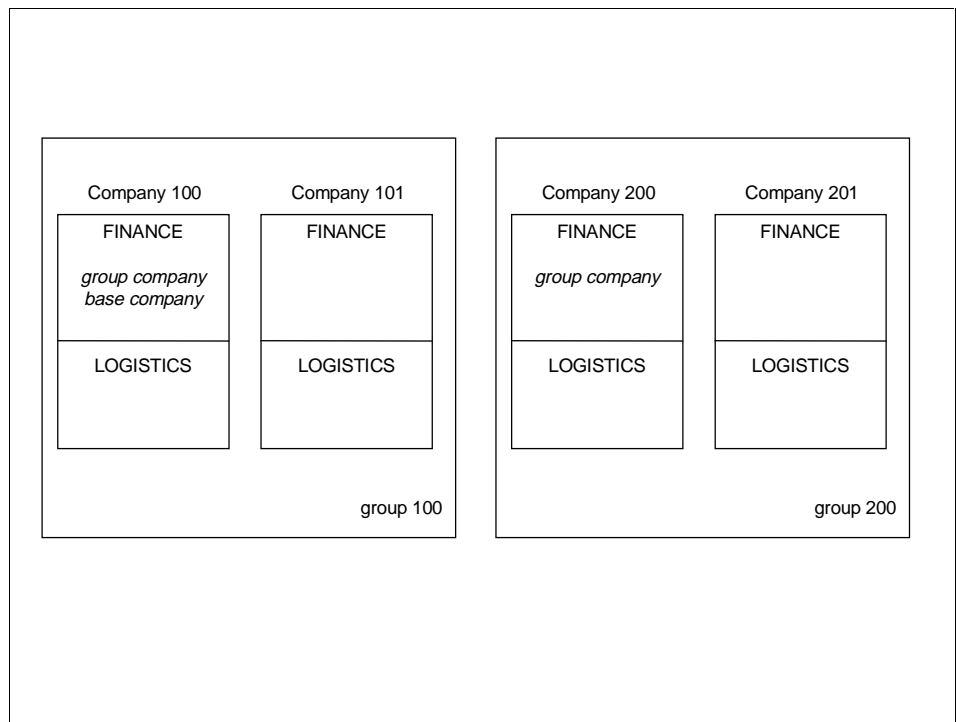 Company 100
FINANCE
group company
base company
LOGISTICS
Company 101
FINANCE
LOGISTICS
group 100
Company 200
FINANCE
group company
LOGISTICS
Company 201
FINANCE
LOGISTICS
group 200